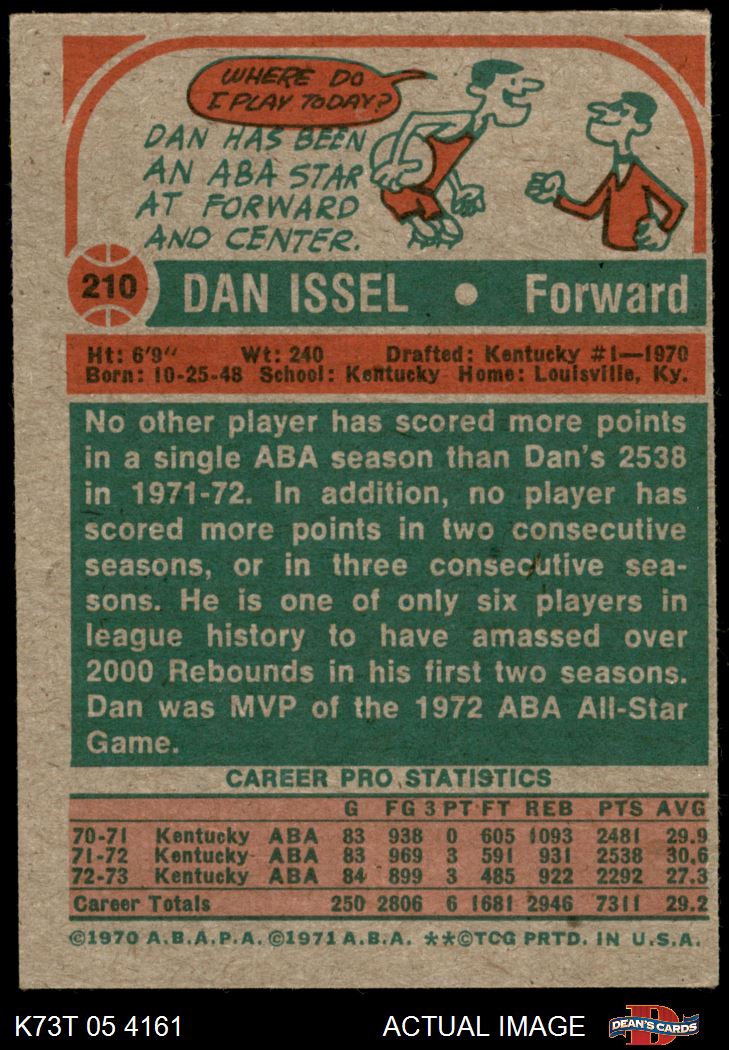 WHERE DO
I PLAY TODAY?
DAN HAS BEEN
AN ABA STAR
AT FORWARD
AND CENTER.
210 DAN ISSEL • Forward
Ht: 6'9" Wt: 240 Drafted: Kentucky #1—1970
Born: 10-25-48 School: Kentucky Home: Louisville, Ky.
No other player has scored more points
in a single ABA season than Dan's 2538
in 1971-72. In addition, no player has
scored more points in two consecutive
seasons, or in three consecutive sea-
sons. He is one of only six players in
league history to have amassed over
2000 Rebounds in his first two seasons.
Dan was MVP of the 1972 ABA All-Star
Game.
CAREER PRO STATISTICS
G FG 3 PT FT REB PTS AVG
70-71 Kentucky ABA 83 938 0 605 1093 2481 29.9
71-72 Kentucky ABA 83 969 3 591 931 2538 30.6
72-73 Kentucky ABA 84 899 3 485 922 2292 27.3
Career Totals 250 2806 6 1681 2946 7311 29.2
©1970 A.B.A.P.A. ©1971 A.B.A. **©TCG PRTD. IN U.S.A.
K73T 05 4161 ACTUAL IMAGE DEAN'S CARDS